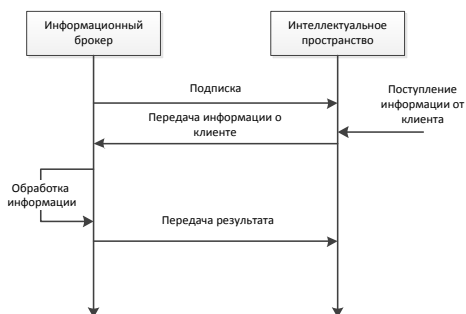 Информационный
брокер
Интеллектуальное
пространство
Подписка
Поступление
информации от
клиента
Передача информации о
клиенте
Обработка
информации
Передача результата